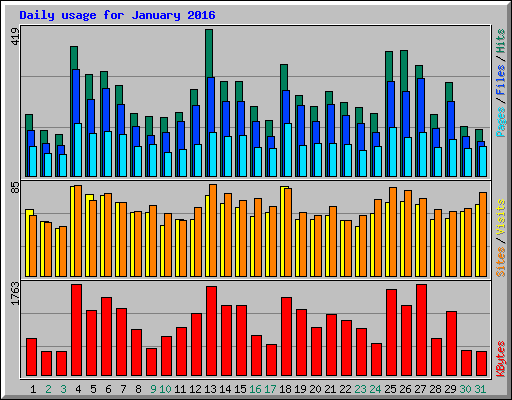 Daily usage for January 2016
419
Pages / Files / Hits
85
Sites / Visits
1763
KBytes
1 2 3 4 5 6 7 8 9 10 11 12 13 14 15 16 17 18 19 20 21 22 23 24 25 26 27 28 29 30 31